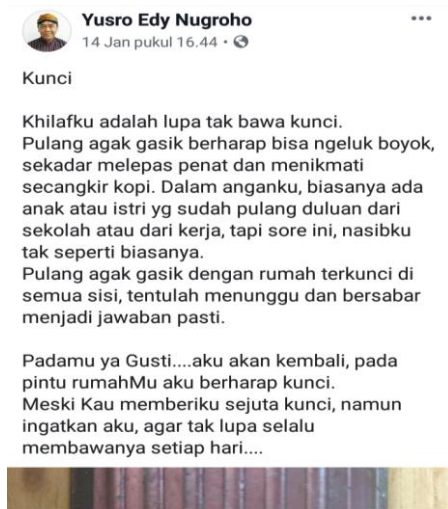 Yusro Edy Nugroho
14 Jan pukul 16.44 ·
Kunci
Khilafku adalah lupa tak bawa kunci.
Pulang agak gasik berharap bisa ngeluk boyok,
sekadar melepas penat dan menikmati
secangkir kopi. Dalam anganku, biasanya ada
anak atau istri yg sudah pulang duluan dari
sekolah atau dari kerja, tapi sore ini, nasibku
tak seperti biasanya.
Pulang agak gasik dengan rumah terkunci di
semua sisi, tentulah menunggu dan bersabar
menjadi jawaban pasti.
Padamu ya Gusti....aku akan kembali, pada
pintu rumahMu aku berharap kunci.
Meski Kau memberiku sejuta kunci, namun
ingatkan aku, agar tak lupa selalu
membawanya setiap hari....